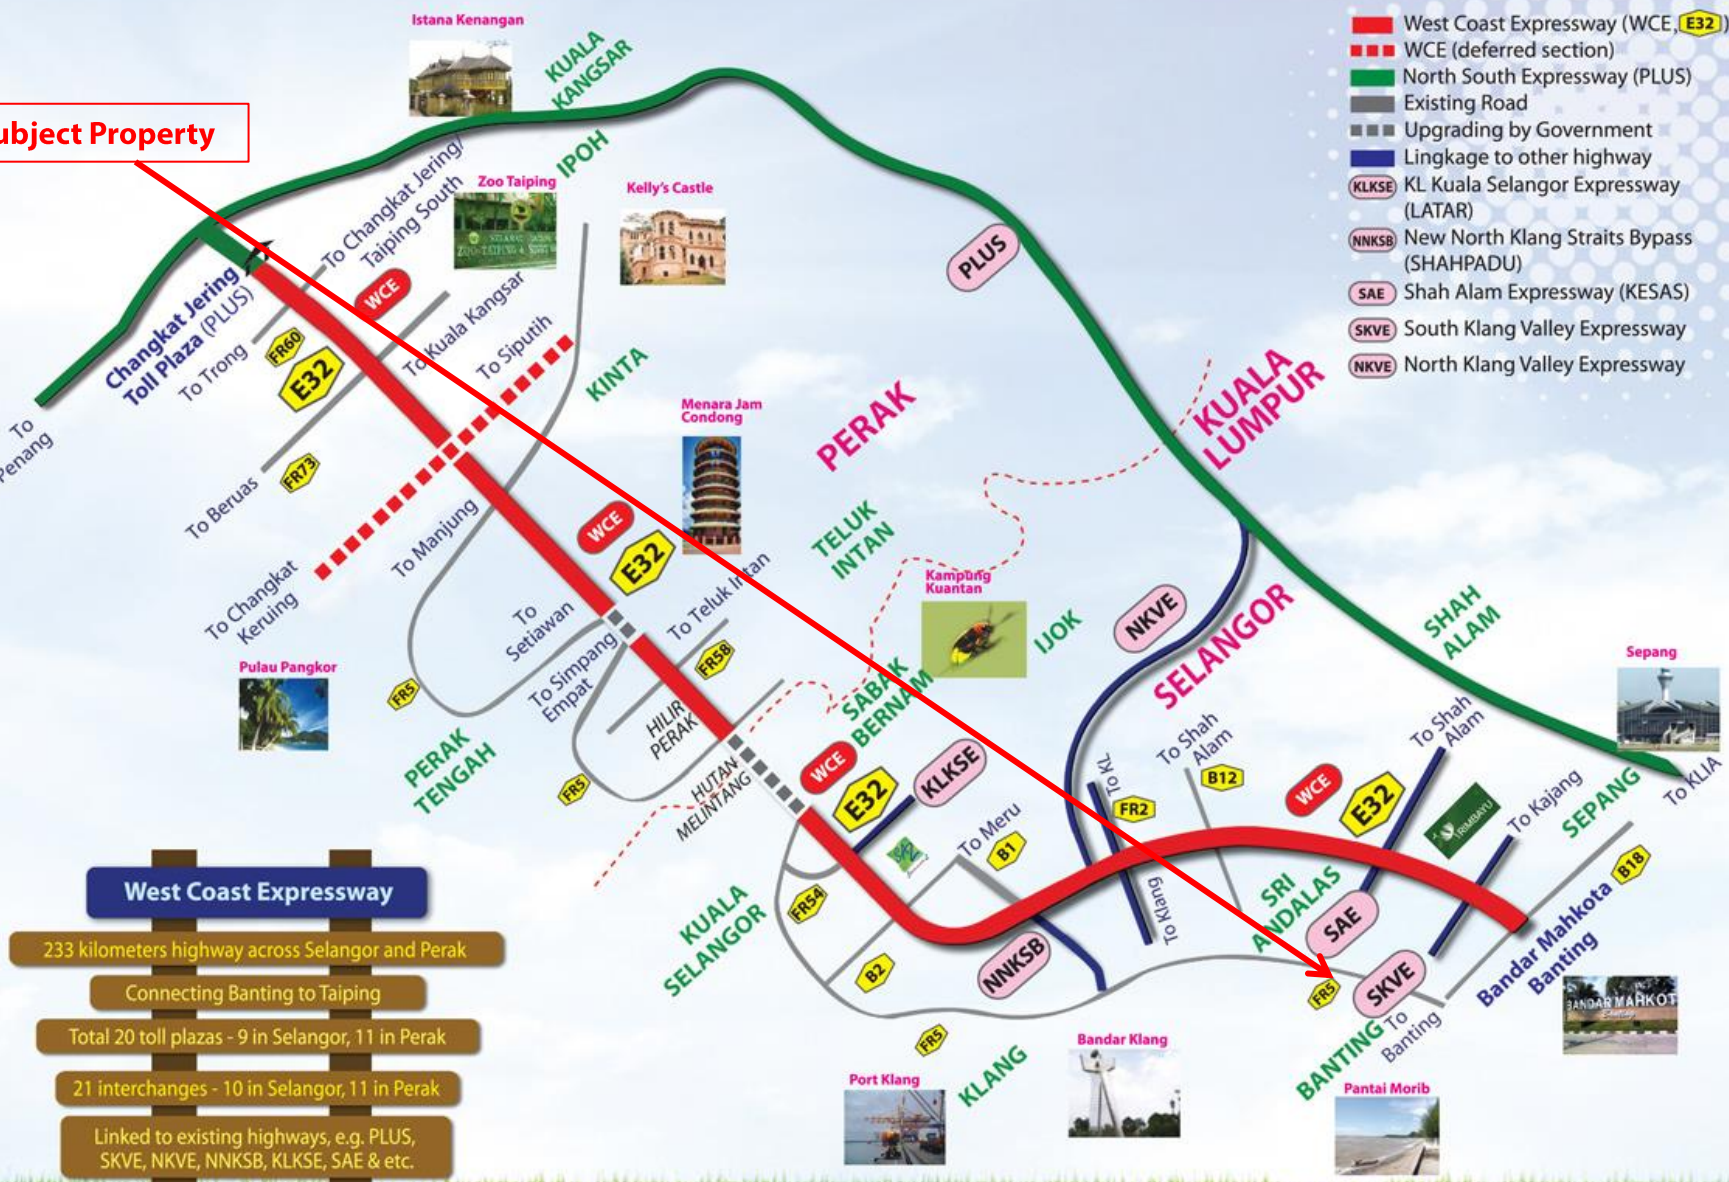 Istana Kenangan
KUALA
KANGSAR
ubject Property
IPOH
To Changkat Jering/
Taiping South
Zoo Taiping
Kelly's Castle
PLUS
WCE
Changkat Jering
Toll Plaza (PLUS)
To Trong
FR60
E32
To Kuala Kangsar
To Siputih
KINTA
To
Penang
To Beruas
FR73
To Manjung
To Changkat
Keruing
Menara Jam
Condong
PERAK
KUALA
LUMPUR
WCE
E32
TELUK
INTAN
Kampung
Kuantan
IJOK
NKVE
SELANGOR
SHAH
ALAM
Sepang
To
Setiawan
To Simpang
Empat
To Teluk Intan
FR58
Pulau Pangkor
FR5
PERAK
TENGAH
FR5
HILIR
PERAK
HUTAN
MELINTANG
SABAK
BERNAM
WCE
E32
KLKSE
To Meru
B1
To KL
FR2
To Klang
To Shah
Alam
B12
WCE
E32
To Shah
Alam
RIMBAYU
To Kajang
SEPANG
To KLIA
B18
KUALA
SELANGOR
FR54
B2
NNKSB
SRI
ANDALAS
SAE
SKVE
FR5
Bandar Mahkota
Banting
BANDAR MAHKOT
To
Banting
BANTING
FR5
KLANG
Port Klang
Bandar Klang
Pantai Morib
West Coast Expressway (WCE, E32)
WCE (deferred section)
North South Expressway (PLUS)
Existing Road
Upgrading by Government
Lingkage to other highway
KLKSE KL Kuala Selangor Expressway
(LATAR)
NNKSB New North Klang Straits Bypass
(SHAHPADU)
SAE Shah Alam Expressway (KESAS)
SKVE South Klang Valley Expressway
NKVE North Klang Valley Expressway
West Coast Expressway
233 kilometers highway across Selangor and Perak
Connecting Banting to Taiping
Total 20 toll plazas - 9 in Selangor, 11 in Perak
21 interchanges - 10 in Selangor, 11 in Perak
Linked to existing highways, e.g. PLUS,
SKVE, NKVE, NNKSB, KLKSE, SAE & etc.